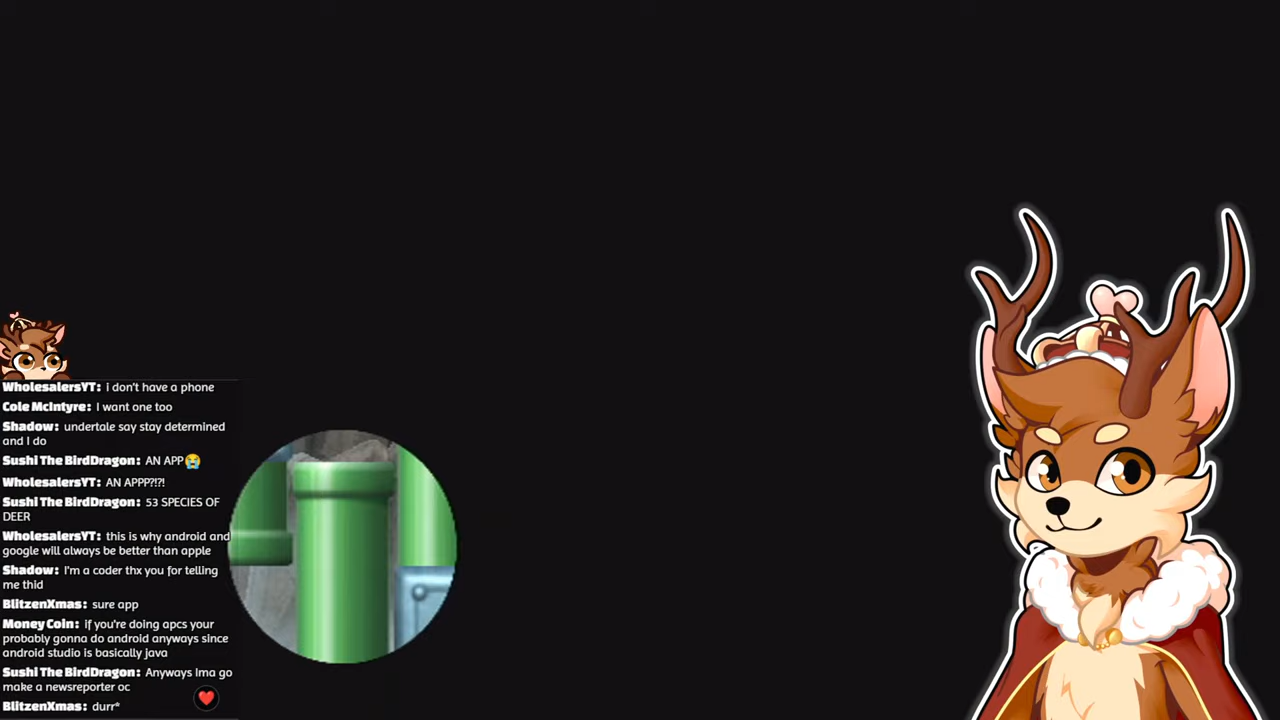 WholesalersYT: i don't have a phone
Cole McIntyre: I want one too
Shadow: undertale say stay determined
and I do
Sushi The BirdDragon: AN APP😭
WholesalersYT: AN APPP?!?!
Sushi The BirdDragon: 53 SPECIES OF
DEER
WholesalersYT: this is why android and
google will always be better than apple
Shadow: I'm a coder thx you for telling
me thid
BlitzenXmas: sure app
Money Coin: if you're doing apcs your
probably gonna do android anyways since
android studio is basically java
Sushi The BirdDragon: Anyways Ima go
make a newsreporter oc
BlitzenXmas: durr*